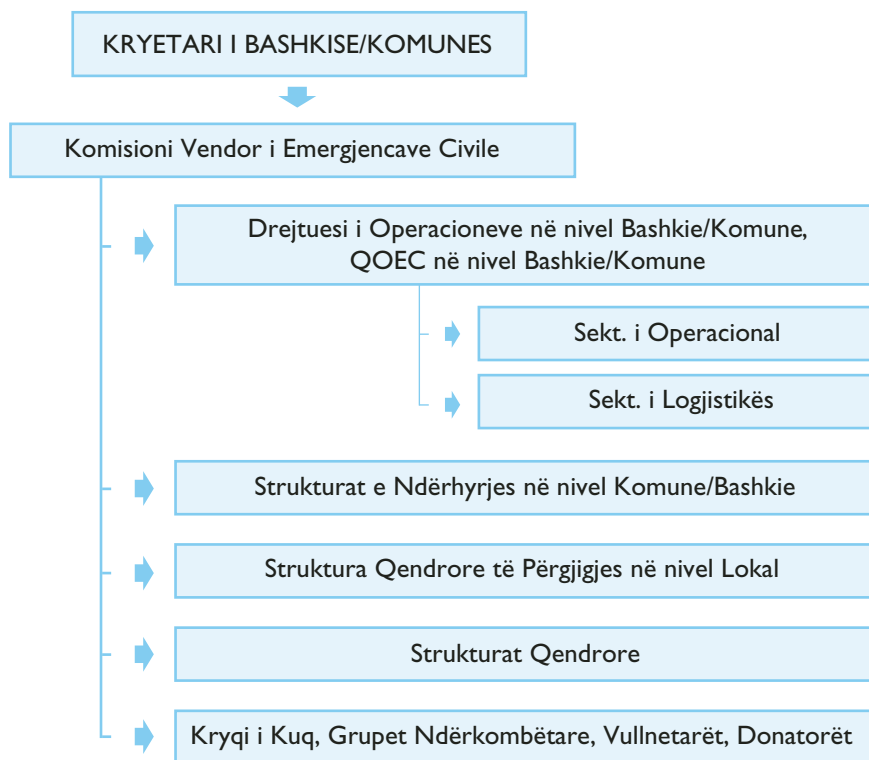 KRYETARI I BASHKISE/KOMUNES
Komisioni Vendor i Emergjencave Civile
Drejtuesi i Operacioneve në nivel Bashkie/Komune,
QOEC në nivel Bashkie/Komune
Sekt. i Operacional
Sekt. i Logjistikës
Strukturat e Ndërhyrjes në nivel Komune/Bashkie
Struktura Qendrore të Përgjigjes në nivel Lokal
Strukturat Qendrore
Kryqi i Kuq, Grupet Ndërkombëtare, Vullnetarët, Donatorët